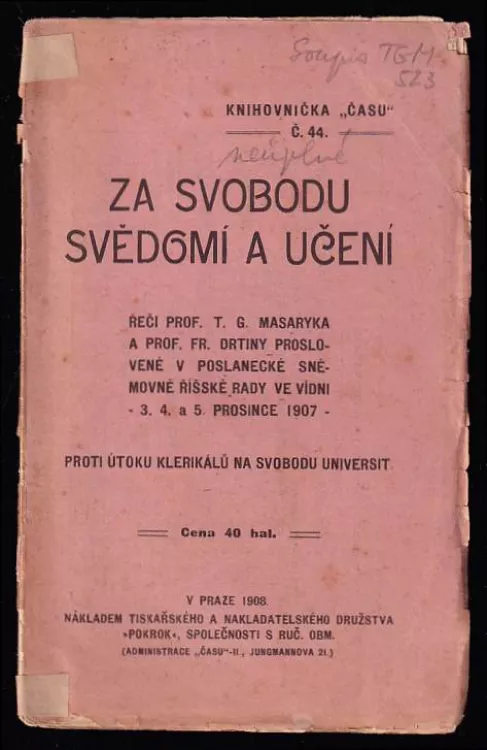 Soupis TGM
523
KNIHOVNIČKA „ČASU"
Č. 44.
neúplné
ZA SVOBODU
SVĚDOMÍ A UČENÍ
ŘEČI PROF. T. G. MASARYKA
A PROF. FR. DRTINY PROSLO-
VENÉ V POSLANECKÉ SNĚ-
MOVNĚ ŘÍŠSKÉ RADY VE VÍDNI
- 3. 4. a 5. PROSINCE 1907 -
PROTI ÚTOKU KLERIKÁLŮ NA SVOBODU UNIVERSIT.
Cena 40 hal.
V PRAZE 1908.
NÁKLADEM TISKAŘSKÉHO A NAKLADATELSKÉHO DRUŽSTVA
»POKROK«, SPOLEČNOSTI S RUČ. OBM.
(ADMINISTRACE „ČASU"-II., JUNGMANNOVA 21.)